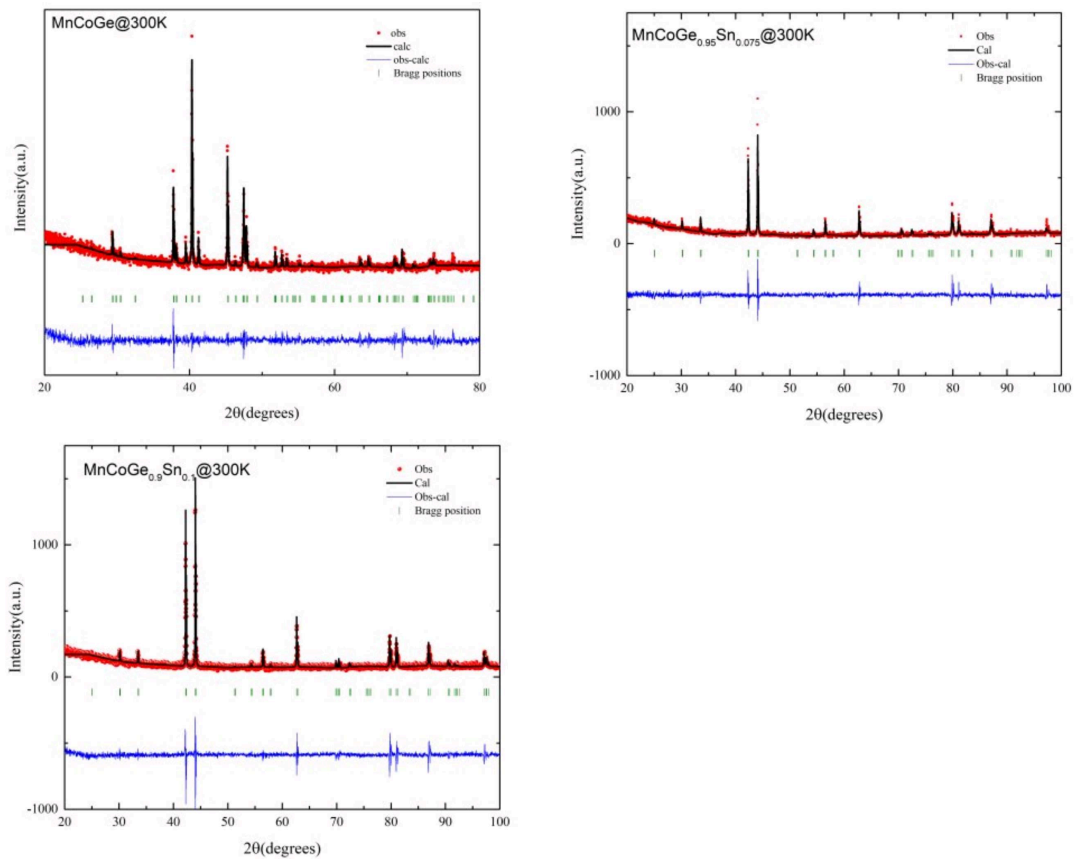 MnCoGe@300K
obs
calc
obs-calc
Bragg positions
Intensity(a.u.)
20 40 60 80
2θ(degrees)
MnCoGe0.95Sn0.075@300K
Obs
Cal
Obs-cal
Bragg position
Intensity(a.u.)
1000
0
-1000
20 30 40 50 60 70 80 90 100
2θ(degrees)
MnCoGe0.9Sn0.1@300K
Obs
Cal
Obs-cal
Bragg position
Intensity(a.u.)
1000
0
-1000
20 30 40 50 60 70 80 90 100
2θ(degrees)